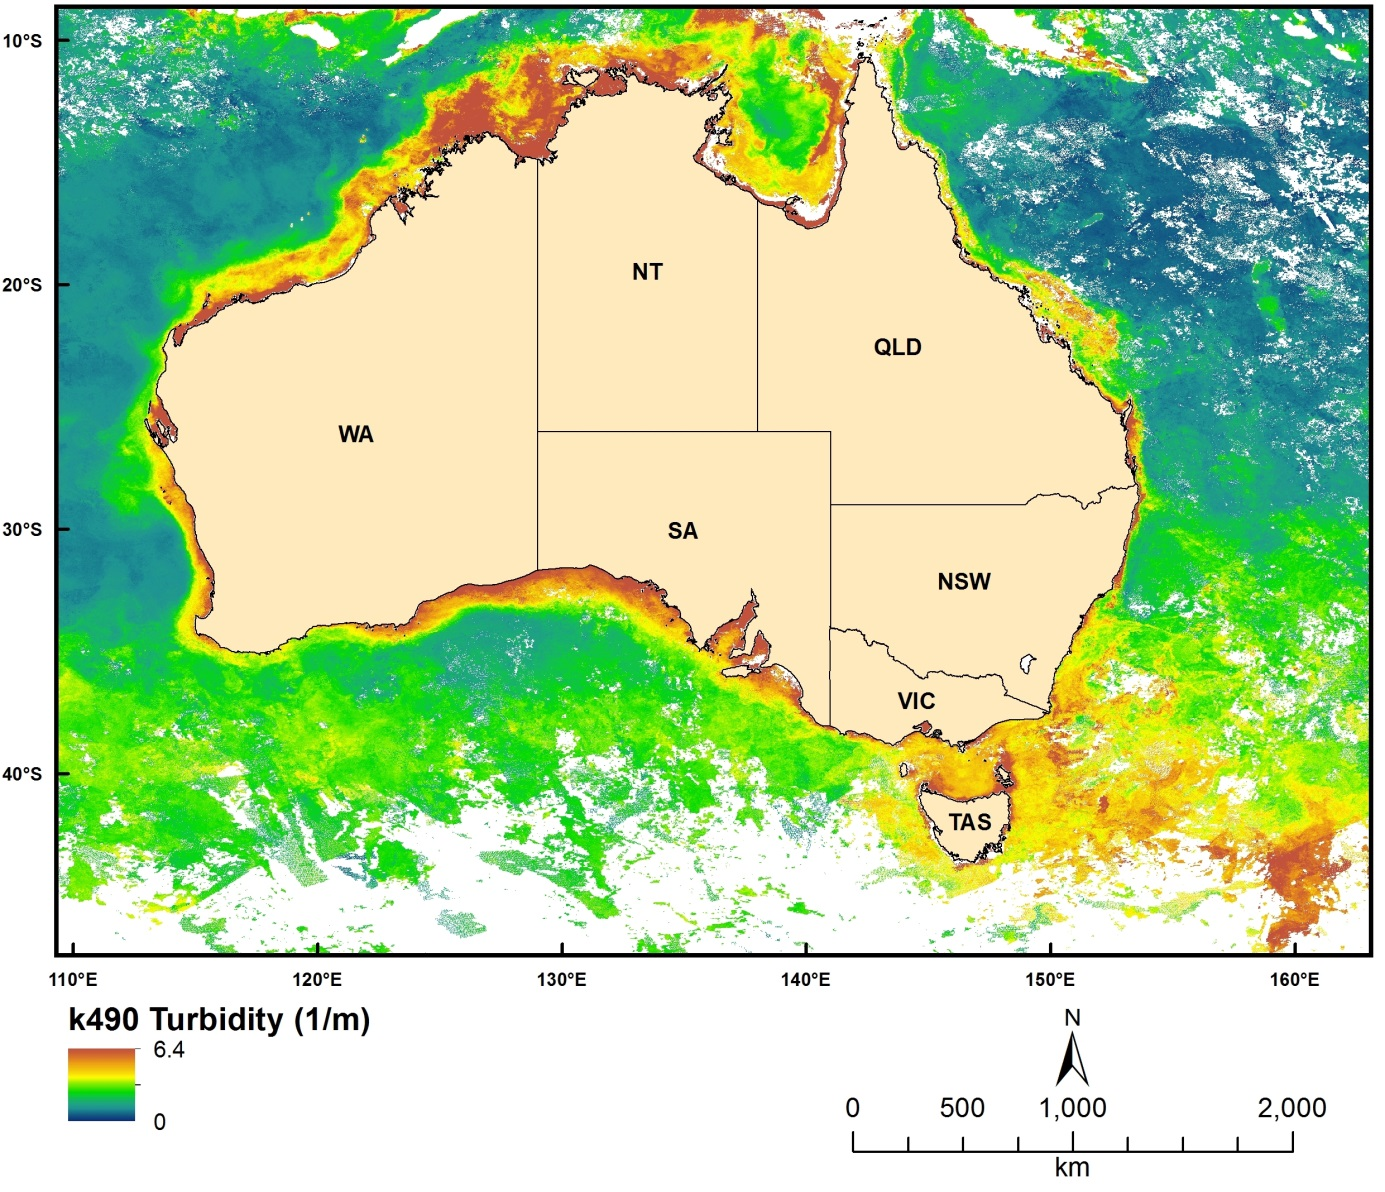 10°S
20°S
30°S
40°S
NT
QLD
WA
SA
NSW
VIC
TAS
110°E 120°E 130°E 140°E 150°E 160°E
k490 Turbidity (1/m)
6.4
0
N
0 500 1,000 2,000
km